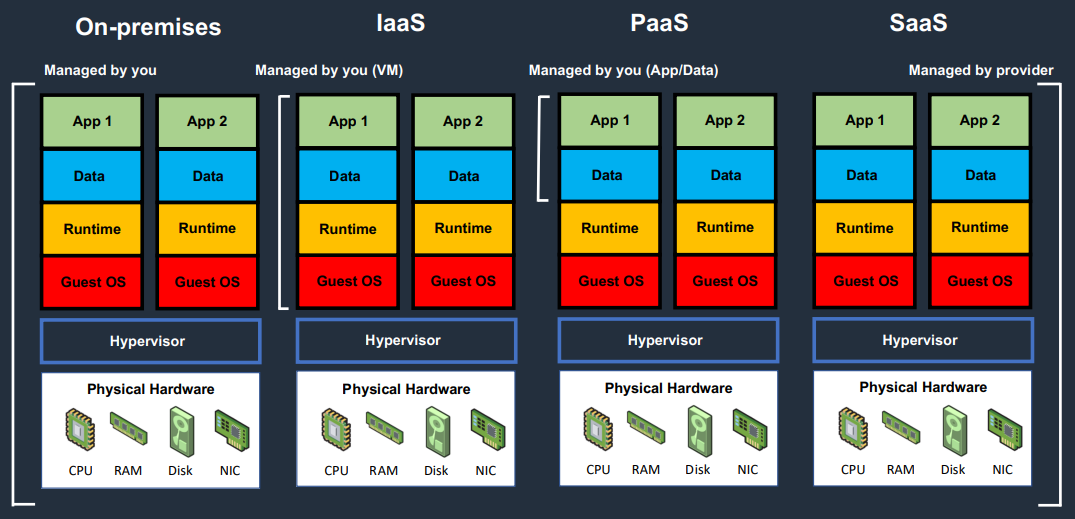 On-premises
IaaS
PaaS
SaaS
Managed by you
Managed by you (VM)
Managed by you (App/Data)
Managed by provider
App 1 App 2
Data Data
Runtime Runtime
Guest OS Guest OS
Hypervisor
Physical Hardware
CPU RAM Disk NIC
App 1 App 2
Data Data
Runtime Runtime
Guest OS Guest OS
Hypervisor
Physical Hardware
CPU RAM Disk NIC
App 1 App 2
Data Data
Runtime Runtime
Guest OS Guest OS
Hypervisor
Physical Hardware
CPU RAM Disk NIC
App 1 App 2
Data Data
Runtime Runtime
Guest OS Guest OS
Hypervisor
Physical Hardware
CPU RAM Disk NIC